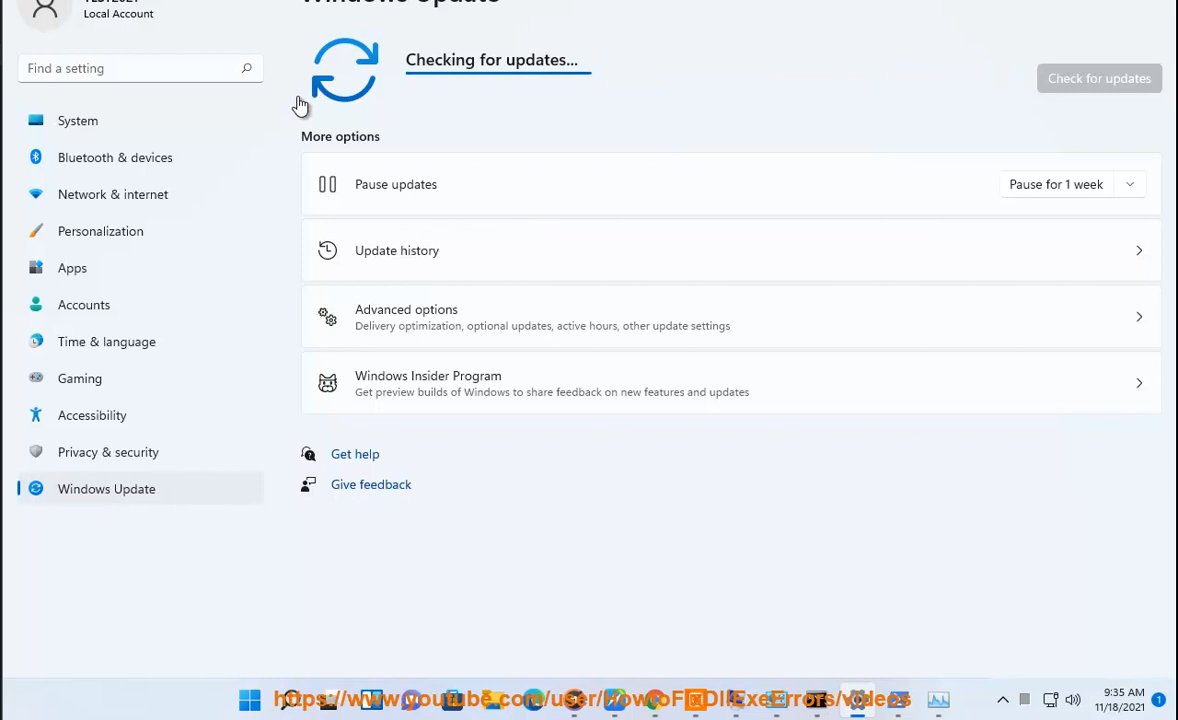 Local Account
Windows Update
Checking for updates...
Find a setting
Check for updates
System
More options
Bluetooth & devices
Pause updates
Pause for 1 week
Network & internet
Personalization
Update history
Apps
Accounts
Advanced options
Delivery optimization, optional updates, active hours, other update settings
Time & language
Gaming
Windows Insider Program
Get preview builds of Windows to share feedback on new features and updates
Accessibility
Privacy & security
Get help
Windows Update
Give feedback
9:35 AM
11/18/2021
1